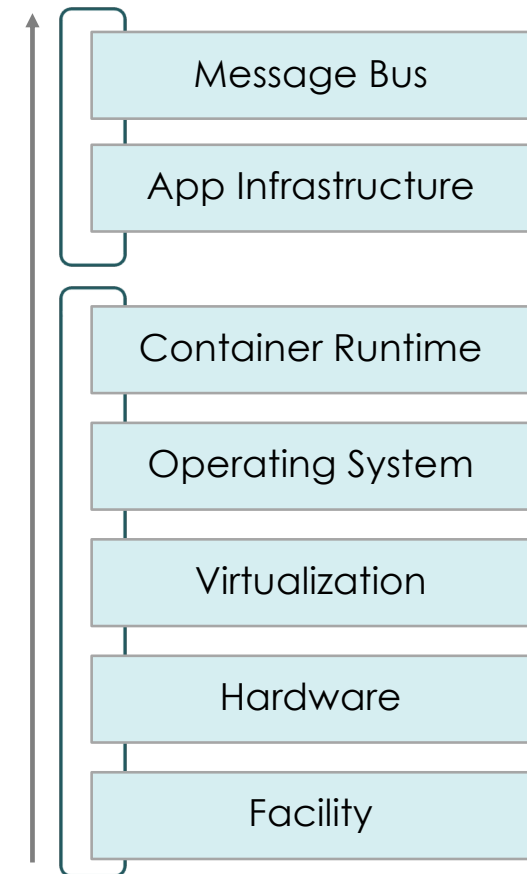 Message Bus
App Infrastructure
Container Runtime
Operating System
Virtualization
Hardware
Facility